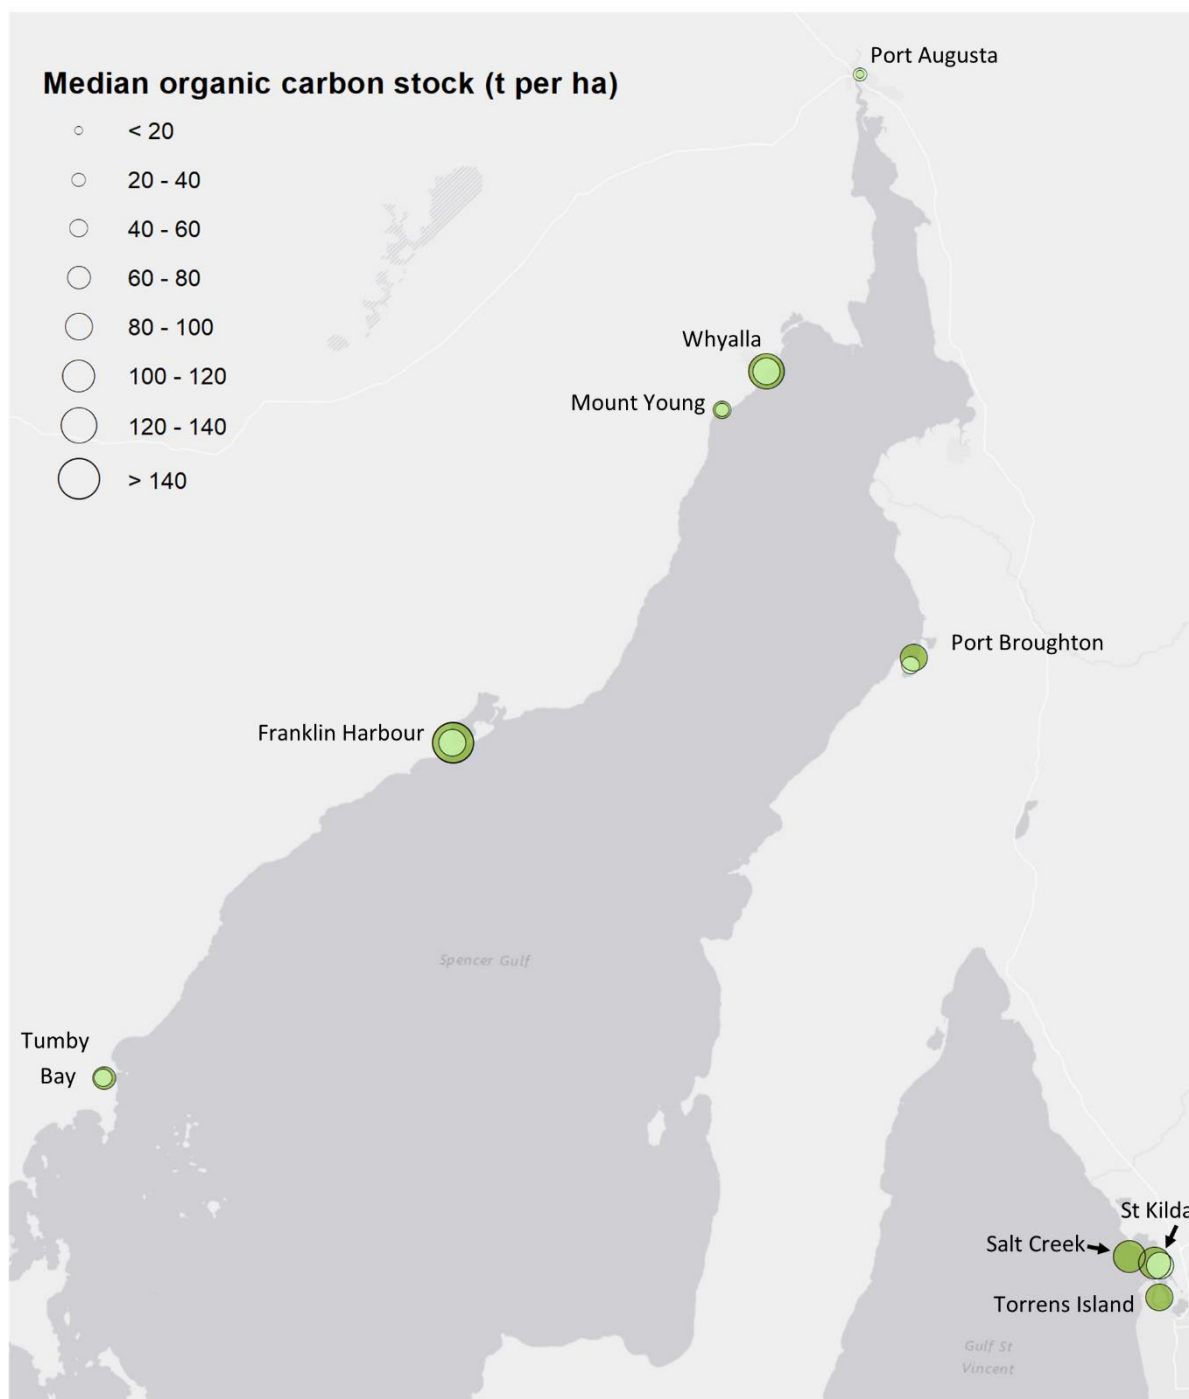 Port Augusta
Median organic carbon stock (t per ha)
< 20
20 - 40
40 - 60
60 - 80
80 - 100
100 - 120
120 - 140
> 140
Whyalla
Mount Young
Port Broughton
Franklin Harbour
Spencer Gulf
Tumby
Bay
St Kilda
Salt Creek
Torrens Island
Gulf St
Vincent